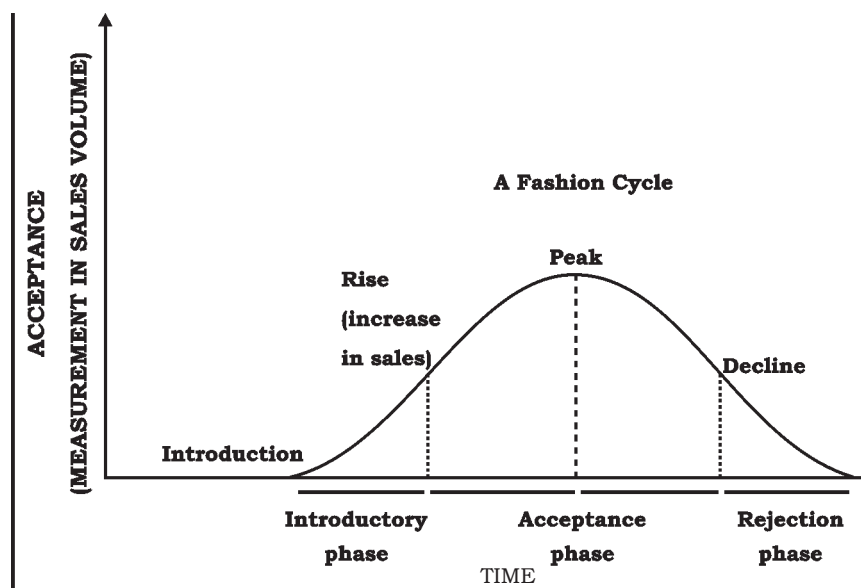 ACCEPTANCE
(MEASUREMENT IN SALES VOLUME)
A Fashion Cycle
Peak
Rise
(increase
in sales)
Decline
Introduction
Introductory
phase
Acceptance
phase
Rejection
phase
TIME